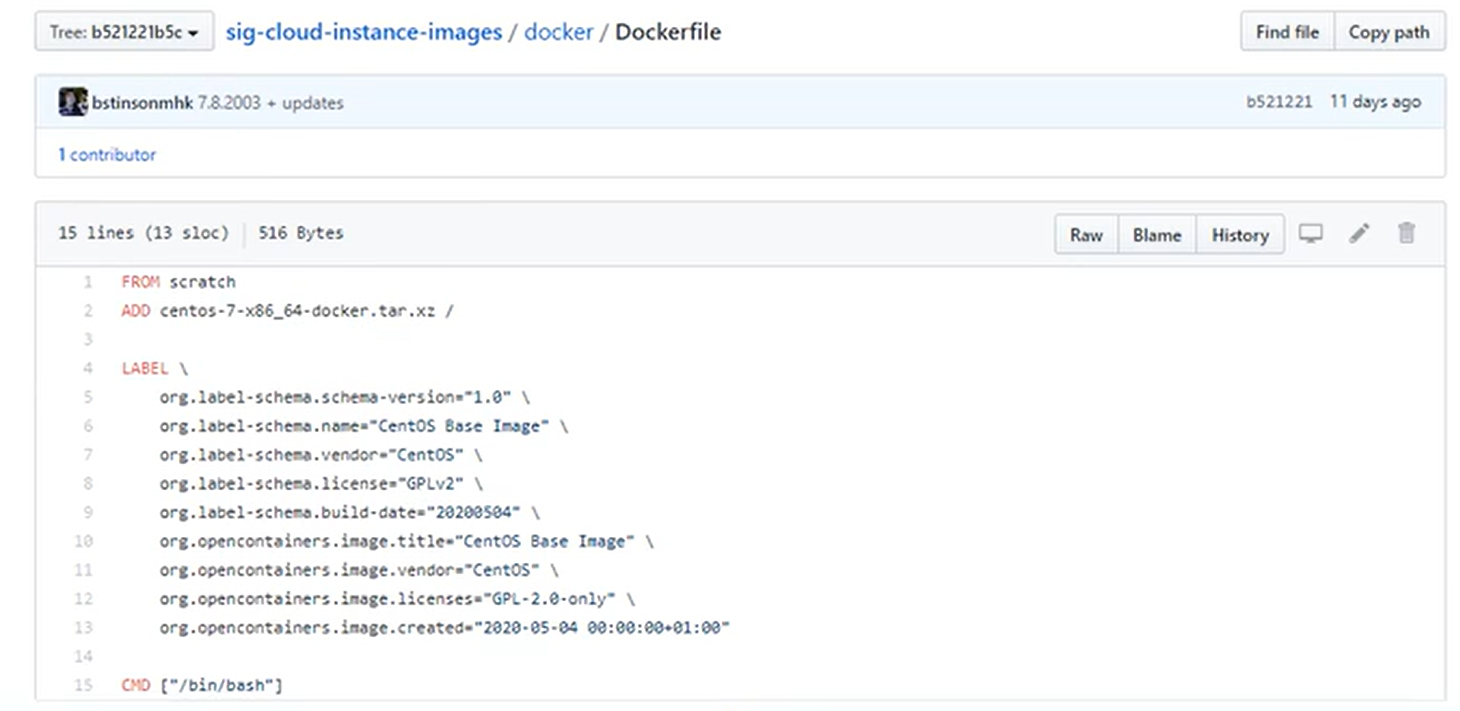 Tree: b521221b5c sig-cloud-instance-images / docker / Dockerfile Find file Copy path
bstinsonmhk 7.8.2003 + updates b521221 11 days ago
1 contributor
15 lines (13 sloc) 516 Bytes Raw Blame History
1 FROM scratch
2 ADD centos-7-x86_64-docker.tar.xz /
3
4 LABEL \
5 org.label-schema.schema-version="1.0" \
6 org.label-schema.name="CentOS Base Image" \
7 org.label-schema.vendor="CentOS" \
8 org.label-schema.license="GPLv2" \
9 org.label-schema.build-date="20200504" \
10 org.opencontainers.image.title="CentOS Base Image" \
11 org.opencontainers.image.vendor="CentOS" \
12 org.opencontainers.image.licenses="GPL-2.0-only" \
13 org.opencontainers.image.created="2020-05-04 00:00:00+01:00"
14
15 CMD ["/bin/bash"]